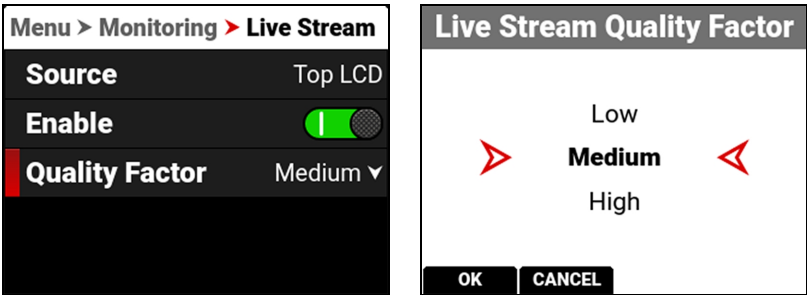 Menu > Monitoring > Live Stream
Source Top LCD
Enable
Quality Factor Medium
Live Stream Quality Factor
Low
Medium
High
OK CANCEL